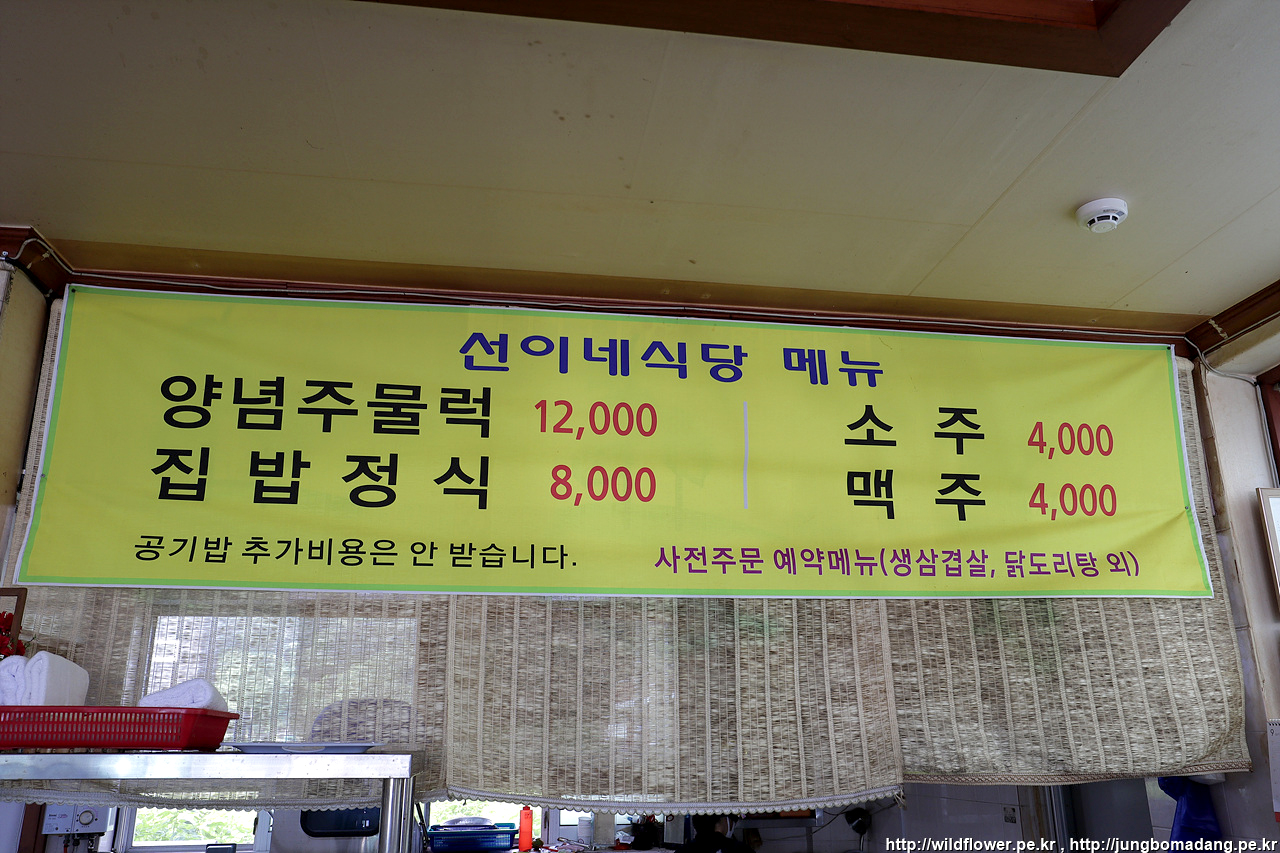 선이네식당 메뉴
양념주물럭 12,000
집밥정식 8,000
소주 4,000
맥주 4,000
공기밥 추가비용은 안 받습니다.
사전주문 예약메뉴(생삼겹살, 닭도리탕 외)
http://wildflower.pe.kr , http://jungbomadang.pe.kr